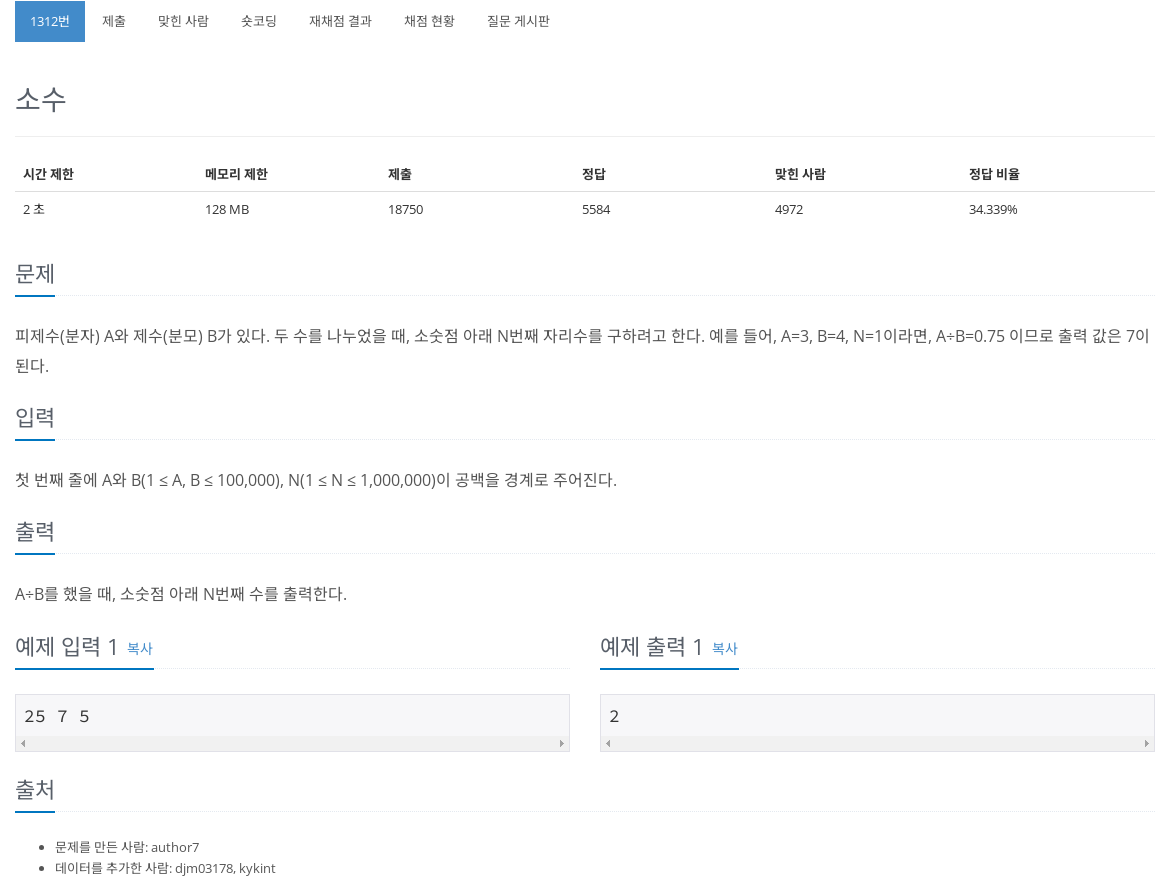 1312번 제출 맞힌 사람 숏코딩 재채점 결과 채점 현황 질문 게시판
소수
시간 제한 메모리 제한 제출 정답 맞힌 사람 정답 비율
2 초 128 MB 18750 5584 4972 34.339%
문제
피제수(분자) A와 제수(분모) B가 있다. 두 수를 나누었을 때, 소숫점 아래 N번째 자리수를 구하려고 한다. 예를 들어, A=3, B=4, N=1이라면, A÷B=0.75 이므로 출력 값은 7이
된다.
입력
첫 번째 줄에 A와 B(1 ≤ A, B ≤ 100,000), N(1 ≤ N ≤ 1,000,000)이 공백을 경계로 주어진다.
출력
A÷B를 했을 때, 소숫점 아래 N번째 수를 출력한다.
예제 입력 1 복사
25 7 5
예제 출력 1 복사
2
출처
문제를 만든 사람: author7
데이터를 추가한 사람: djm03178, kykint